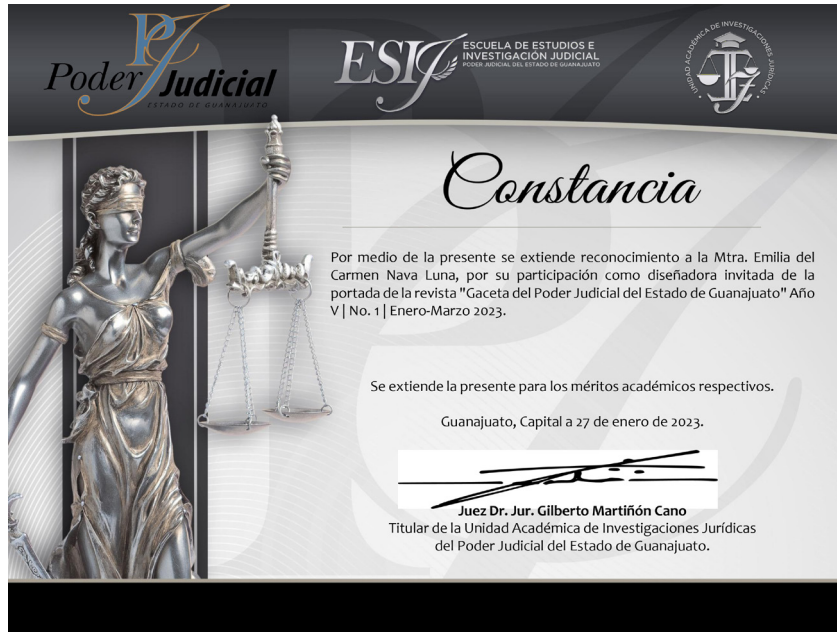 Poder Judicial
ESTADO DE GUANAJUATO
ESIJ
ESCUELA DE ESTUDIOS E
INVESTIGACIÓN JUDICIAL
PODER JUDICIAL DEL ESTADO DE GUANAJUATO
UNIDAD ACADÉMICA DE INVESTIGACIONES JURÍDICAS
Constancia
Por medio de la presente se extiende reconocimiento a la Mtra. Emilia del
Carmen Nava Luna, por su participación como diseñadora invitada de la
portada de la revista "Gaceta del Poder Judicial del Estado de Guanajuato" Año
V | No. 1 | Enero-Marzo 2023.
Se extiende la presente para los méritos académicos respectivos.
Guanajuato, Capital a 27 de enero de 2023.
Juez Dr. Jur. Gilberto Martiñón Cano
Titular de la Unidad Académica de Investigaciones Jurídicas
del Poder Judicial del Estado de Guanajuato.